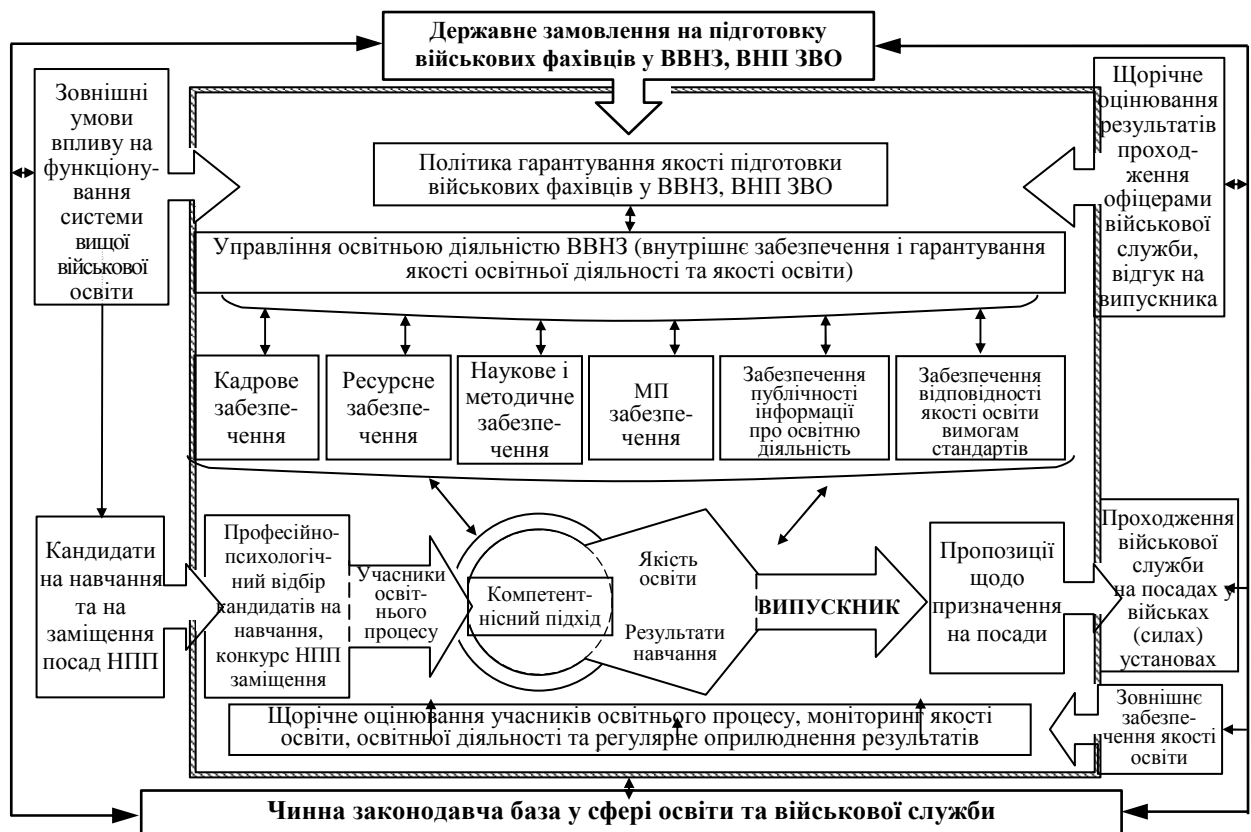 Державне замовлення на підготовку
військових фахівців у ВВНЗ, ВНП ЗВО
Зовнішні
умови
впливу на
функціону-
вання
системи
вищої
військової
освіти
Щорічне
оцінювання
результатів
проход-
ження
офіцерами
військової
служби,
відгук на
випускника
Політика гарантування якості підготовки
військових фахівців у ВВНЗ, ВНП ЗВО
Управління освітньою діяльністю ВВНЗ (внутрішнє забезпечення і гарантування
якості освітньої діяльності та якості освіти)
Кадрове
забезпе-
чення
Ресурсне
забезпе-
чення
Наукове і
методичне
забезпе-
чення
МП
забезпе-
чення
Забезпечення
публічності
інформації
про освітню
діяльність
Забезпечення
відповідності
якості освіти
вимогам
стандартів
Кандидати
на навчання
та на
заміщення
посад НПП
Професійно-
психологіч-
ний відбір
кандидатів на
навчання,
конкурс НПП
заміщення
Учасники
освіт-
нього
процесу
Компетент-
нісний підхід
Якість
освіти
Результати
навчання
ВИПУСКНИК
Пропозиції
щодо
призначення
на посади
Проходження
військової
служби
на посадах у
військах
(силах)
установах
Щорічне оцінювання учасників освітнього процесу, моніторинг якості
освіти, освітньої діяльності та регулярне оприлюднення результатів
Зовнішнє
забезпе-
чення якості
освіти
Чинна законодавча база у сфері освіти та військової служби